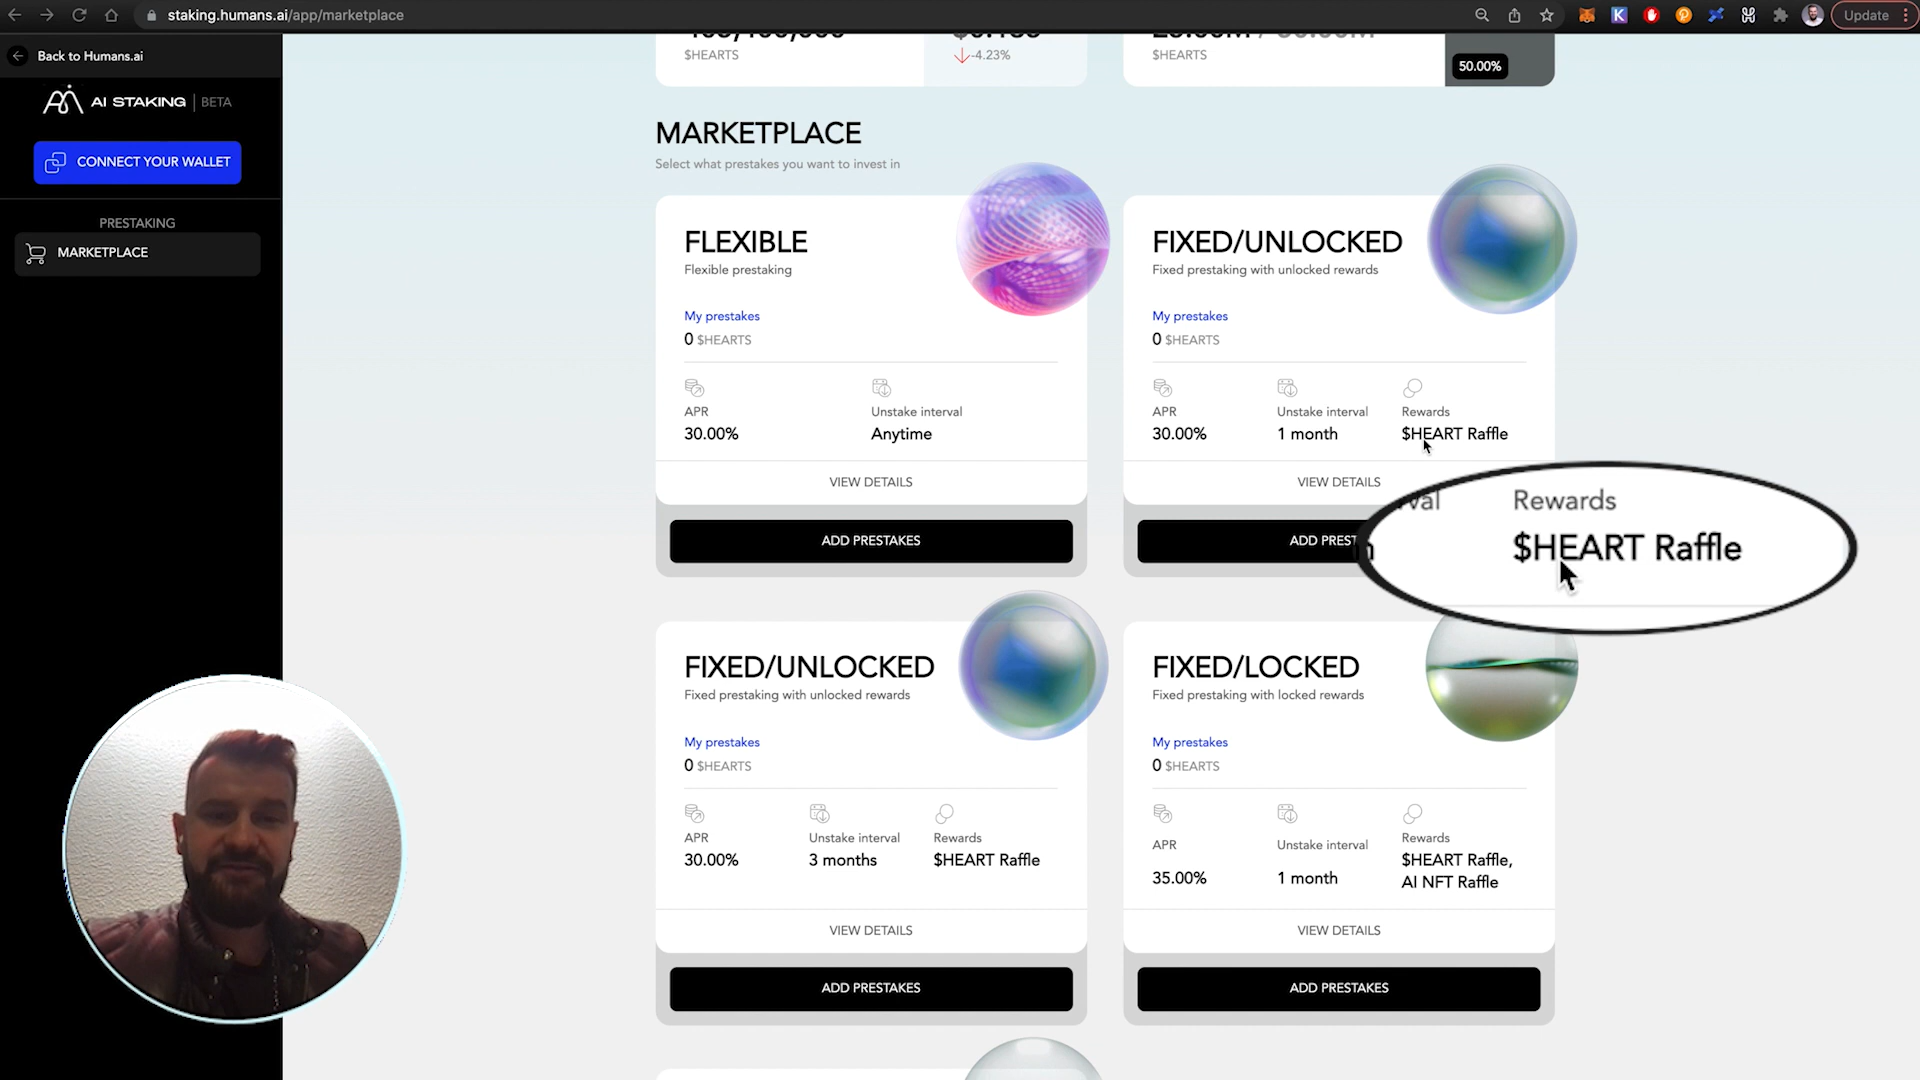 staking.humans.ai/app/marketplace
Update
Back to Humans.ai
AI STAKING | BETA
CONNECT YOUR WALLET
PRESTAKING
MARKETPLACE
$HEARTS
-4.23%
$HEARTS
50.00%
MARKETPLACE
Select what prestakes you want to invest in
FLEXIBLE
Flexible prestaking
My prestakes
0 $HEARTS
APR
Unstake interval
30.00%
Anytime
VIEW DETAILS
ADD PRESTAKES
FIXED/UNLOCKED
Fixed prestaking with unlocked rewards
My prestakes
0 $HEARTS
APR
Unstake interval
Rewards
30.00%
1 month
$HEART Raffle
VIEW DETAILS
ADD PREST
val
Rewards
$HEART Raffle
FIXED/UNLOCKED
Fixed prestaking with unlocked rewards
My prestakes
0 $HEARTS
APR
Unstake interval
Rewards
30.00%
3 months
$HEART Raffle
VIEW DETAILS
ADD PRESTAKES
FIXED/LOCKED
Fixed prestaking with locked rewards
My prestakes
0 $HEARTS
APR
Unstake interval
Rewards
35.00%
1 month
$HEART Raffle,
AI NFT Raffle
VIEW DETAILS
ADD PRESTAKES